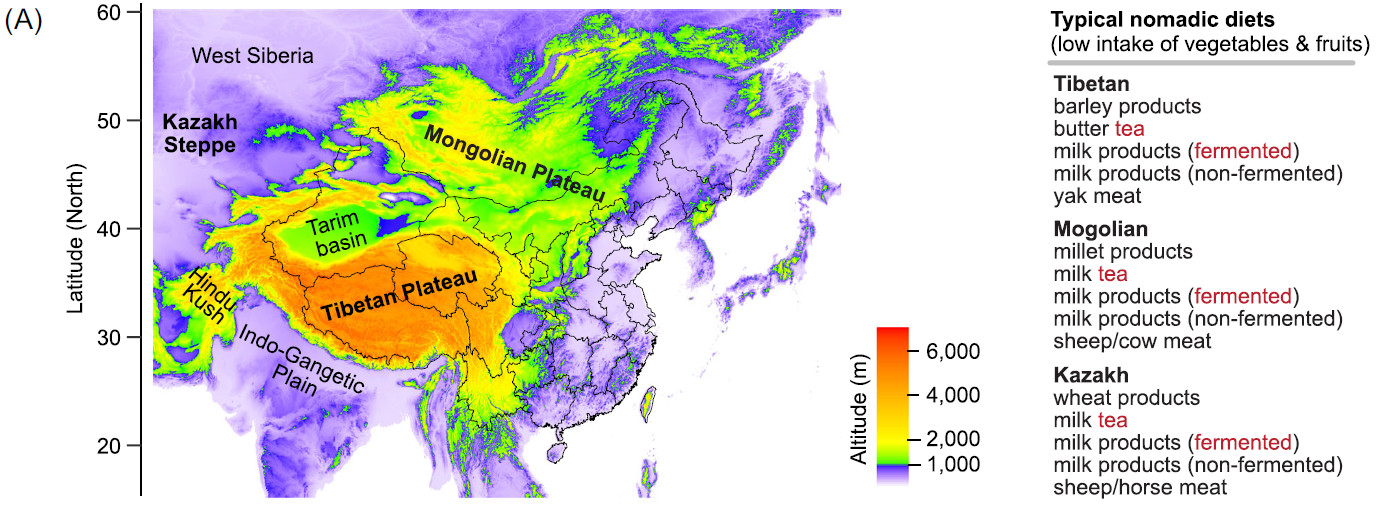 (A)
60
50
40
30
20
Latitude (North)
West Siberia
Kazakh
Steppe
Mongolian Plateau
Tarim
basin
Tibetan Plateau
Hindu
Kush
Indo-Gangetic
Plain
Altitude (m)
6,000
4,000
2,000
1,000
Typical nomadic diets
(low intake of vegetables & fruits)
Tibetan
barley products
butter tea
milk products (fermented)
milk products (non-fermented)
yak meat
Mogolian
millet products
milk tea
milk products (fermented)
milk products (non-fermented)
sheep/cow meat
Kazakh
wheat products
milk tea
milk products (fermented)
milk products (non-fermented)
sheep/horse meat